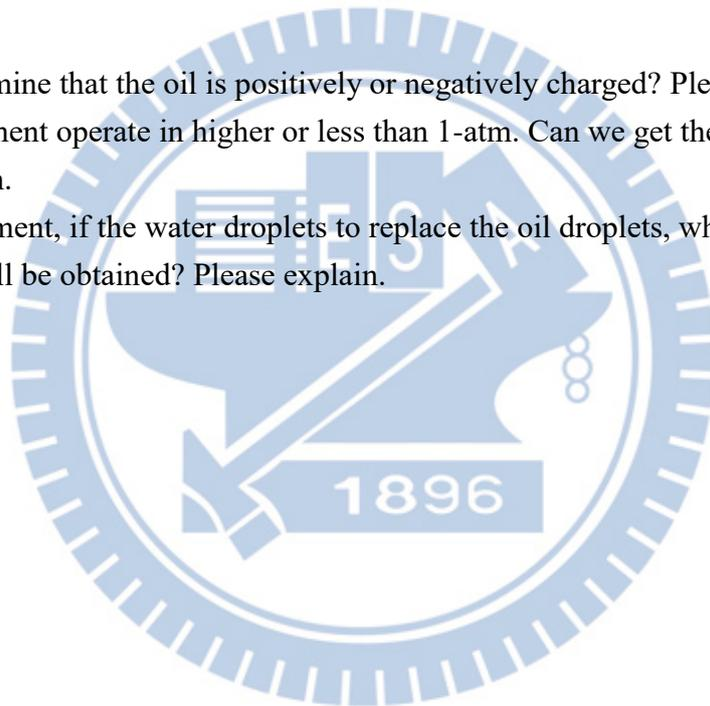 mine that the oil is positively or negatively charged? Ple
ment operate in higher or less than 1-atm. Can we get the
n.
ment, if the water droplets to replace the oil droplets, wh
ll be obtained? Please explain.
E S A
1896